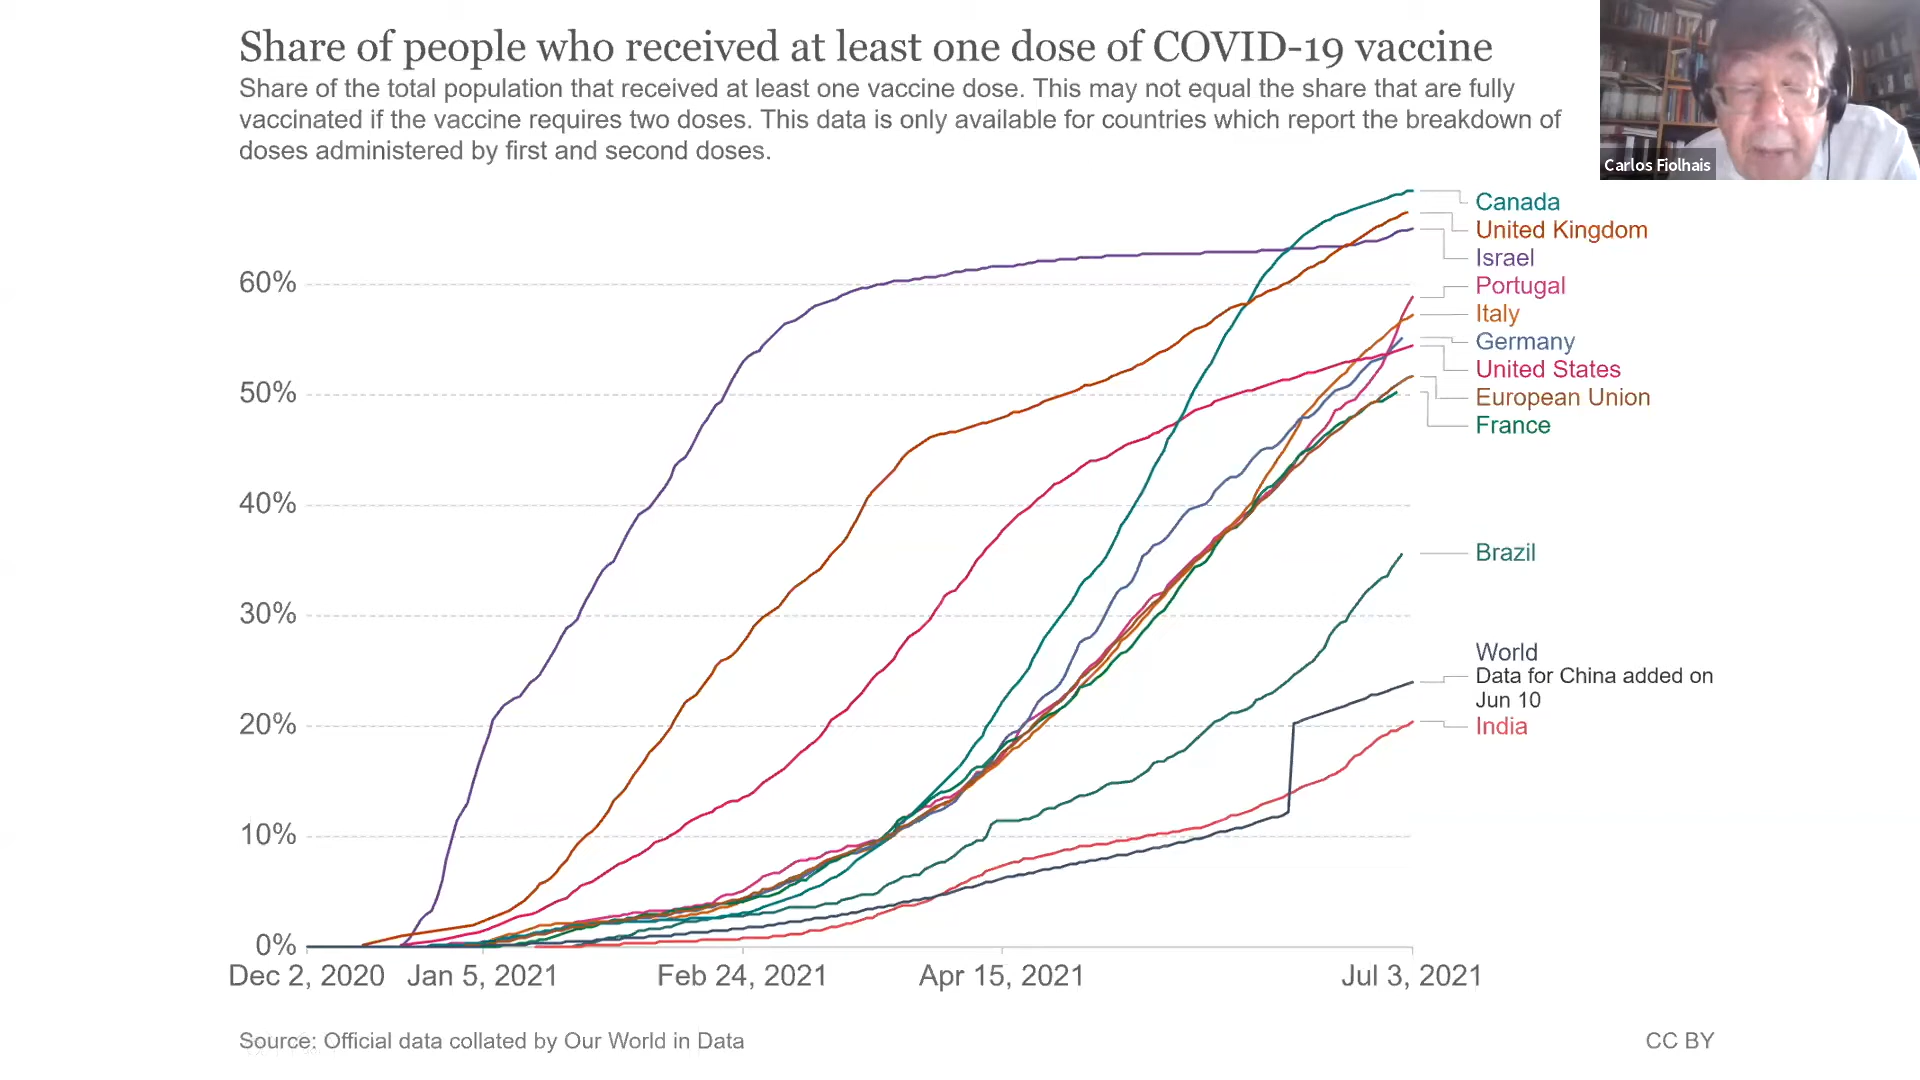 Share of people who received at least one dose of COVID-19 vaccine
Share of the total population that received at least one vaccine dose. This may not equal the share that are fully
vaccinated if the vaccine requires two doses. This data is only available for countries which report the breakdown of
doses administered by first and second doses.
Carlos Fiolhais
Canada
United Kingdom
Israel
Portugal
Italy
Germany
United States
European Union
France
Brazil
World
Data for China added on
Jun 10
India
60%
50%
40%
30%
20%
10%
0%
Dec 2, 2020
Jan 5, 2021
Feb 24, 2021
Apr 15, 2021
Jul 3, 2021
Source: Official data collated by Our World in Data
CC BY